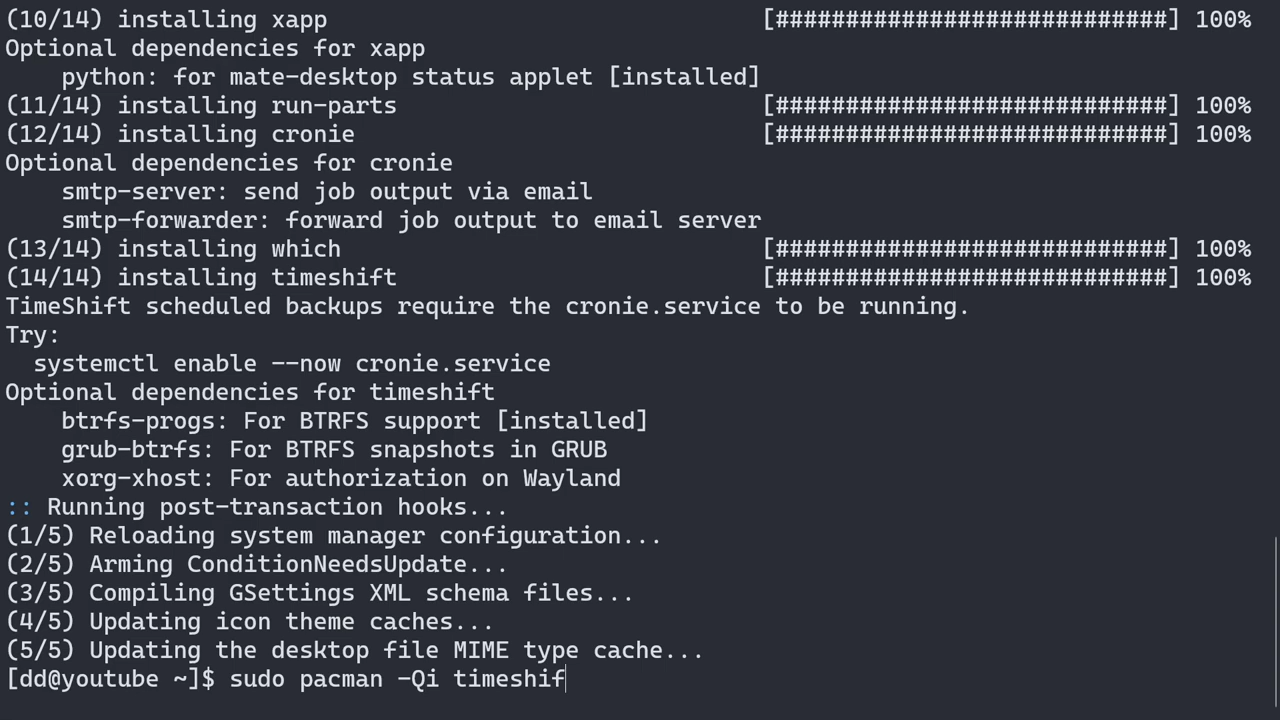 (10/14) installing xapp [############################] 100%
Optional dependencies for xapp
    python: for mate-desktop status applet [installed]
(11/14) installing run-parts [############################] 100%
(12/14) installing cronie [############################] 100%
Optional dependencies for cronie
    smtp-server: send job output via email
    smtp-forwarder: forward job output to email server
(13/14) installing which [############################] 100%
(14/14) installing timeshift [############################] 100%
TimeShift scheduled backups require the cronie.service to be running.
Try:
  systemctl enable --now cronie.service
Optional dependencies for timeshift
    btrfs-progs: For BTRFS support [installed]
    grub-btrfs: For BTRFS snapshots in GRUB
    xorg-xhost: For authorization on Wayland
:: Running post-transaction hooks...
(1/5) Reloading system manager configuration...
(2/5) Arming ConditionNeedsUpdate...
(3/5) Compiling GSettings XML schema files...
(4/5) Updating icon theme caches...
(5/5) Updating the desktop file MIME type cache...
[dd@youtube ~]$ sudo pacman -Qi timeshif